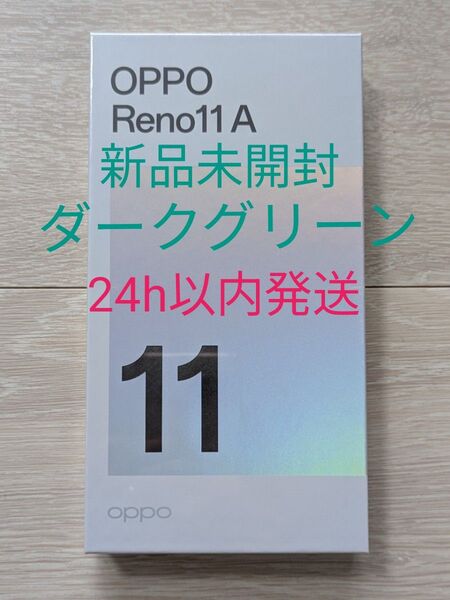 OPPO
Reno11 A
新品未開封
ダークグリーン
24h以内発送
11
oppo